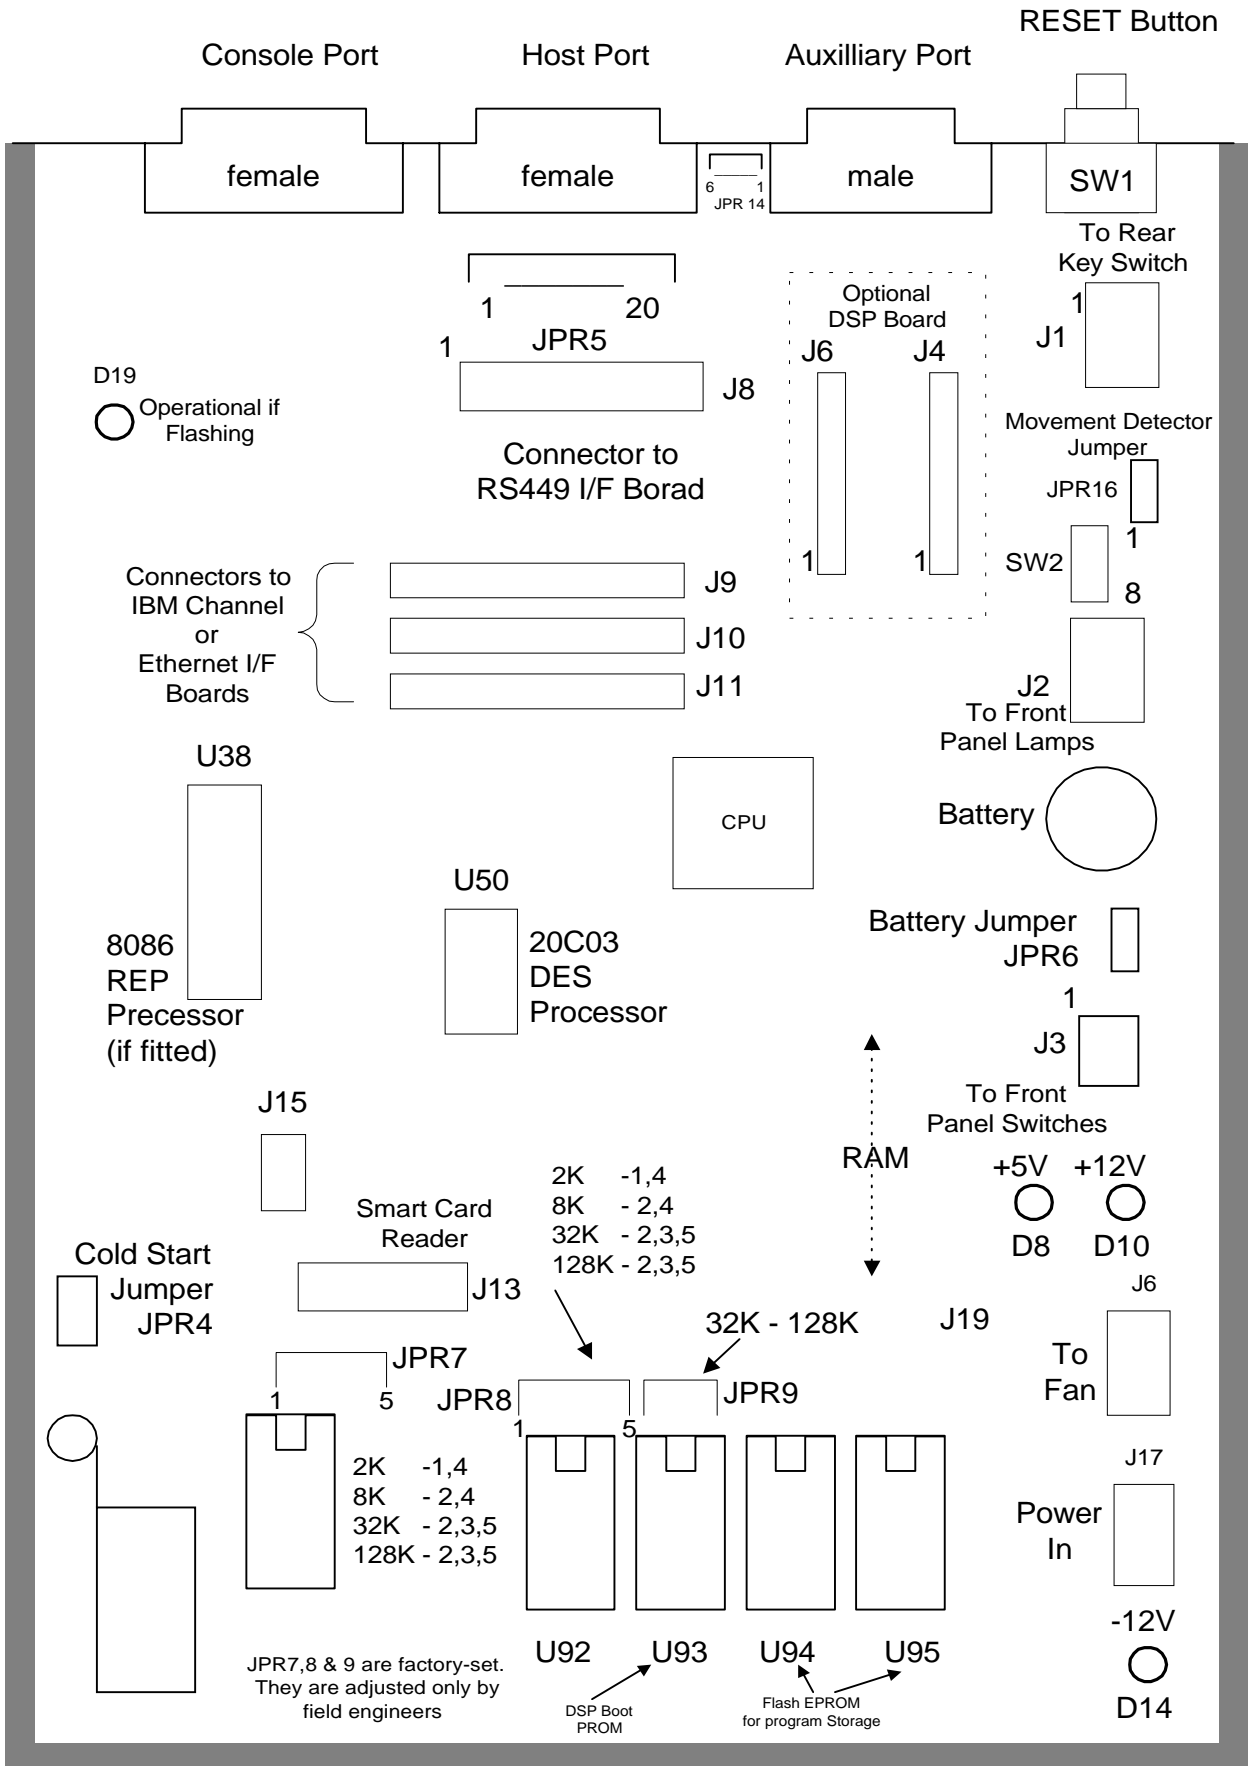 RESET Button
Console Port
Host Port
Auxilliary Port
female
female
6 1
JPR 14
male
SW1
To Rear
Key Switch
1
J1
1 20
JPR5
1
J8
Connector to
RS449 I/F Borad
Optional
DSP Board
J6 J4
1 1
D19
Operational if
Flashing
Movement Detector
Jumper
JPR16
1
SW2
8
Connectors to
IBM Channel
or
Ethernet I/F
Boards
J9
J10
J11
J2
To Front
Panel Lamps
U38
CPU
Battery
U50
8086
REP
Precessor
(if fitted)
20C03
DES
Processor
Battery Jumper
JPR6
1
J3
To Front
Panel Switches
J15
RAM
+5V +12V
D8 D10
2K -1,4
8K - 2,4
32K - 2,3,5
128K - 2,3,5
Smart Card
Reader
J13
Cold Start
Jumper
JPR4
32K - 128K
J19
J6
To
Fan
JPR7
1 5
JPR8
1 5
JPR9
2K -1,4
8K - 2,4
32K - 2,3,5
128K - 2,3,5
J17
Power
In
-12V
D14
U92 U93 U94 U95
JPR7,8 & 9 are factory-set.
They are adjusted only by
field engineers
DSP Boot
PROM
Flash EPROM
for program Storage